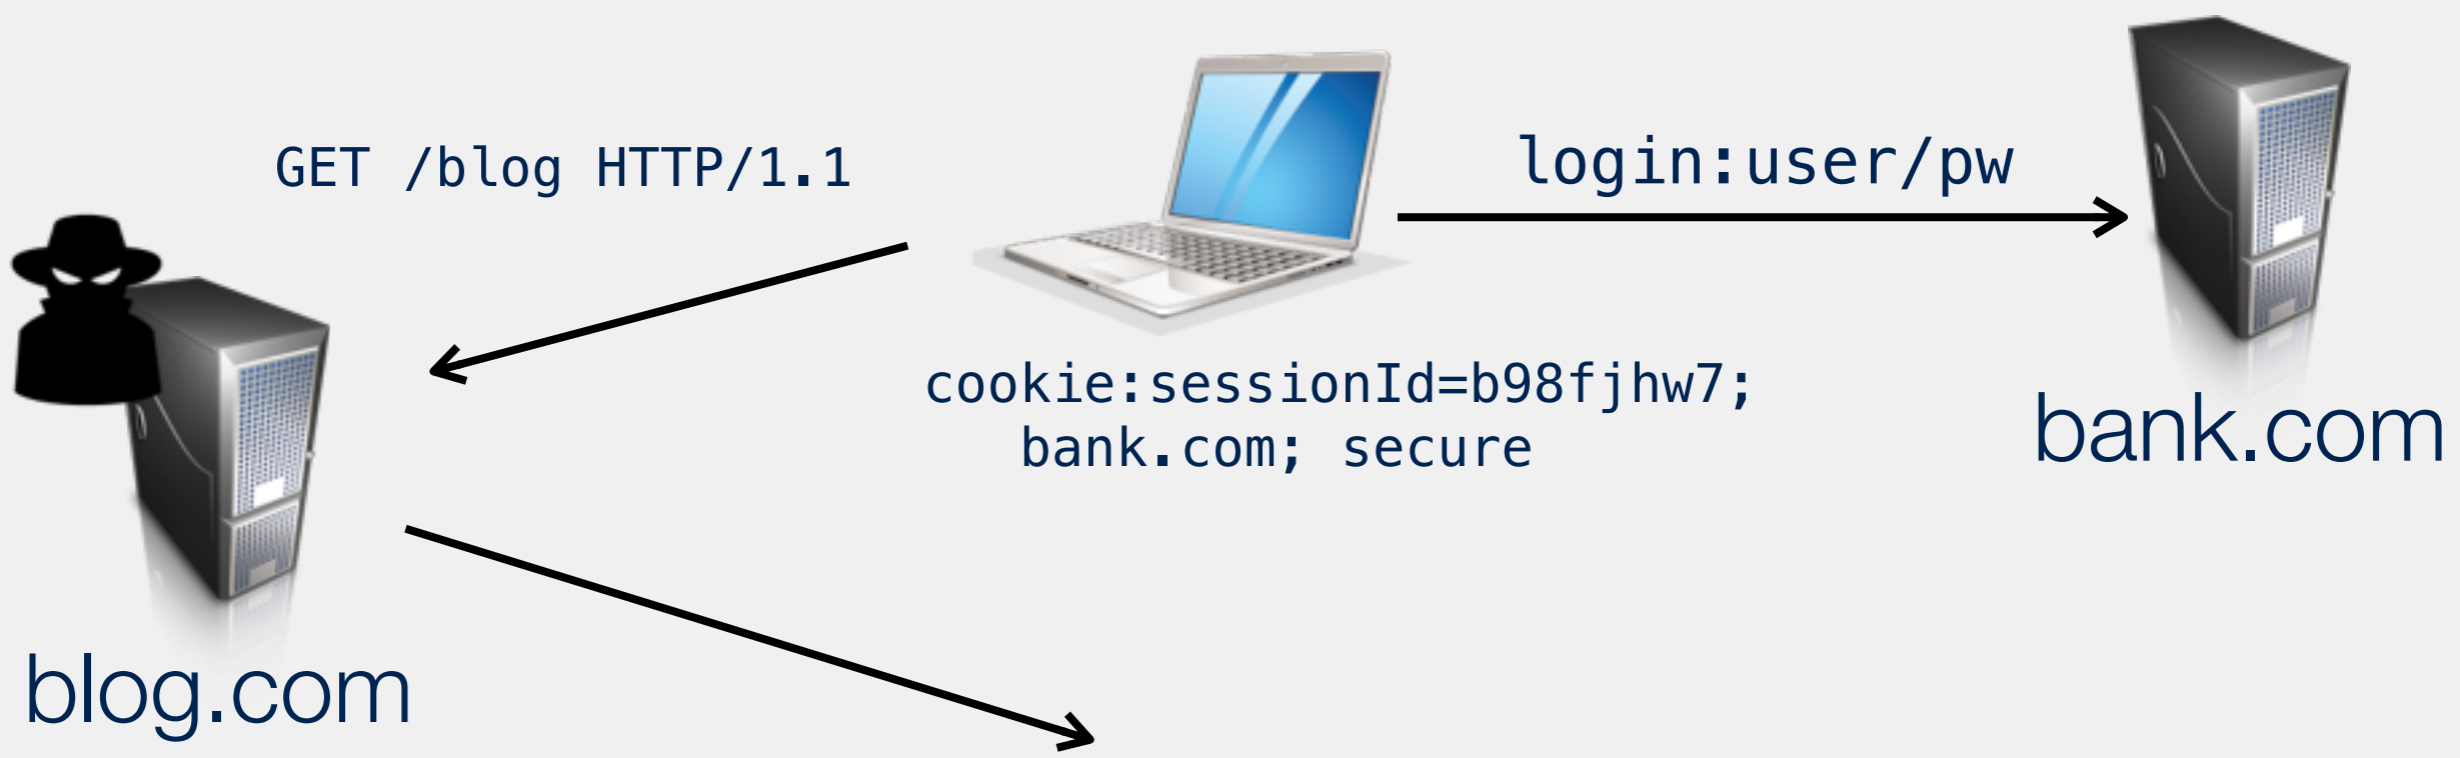 GET /blog HTTP/1.1
login:user/pw
cookie:sessionId=b98fjhw7;
bank.com; secure
bank.com
blog.com